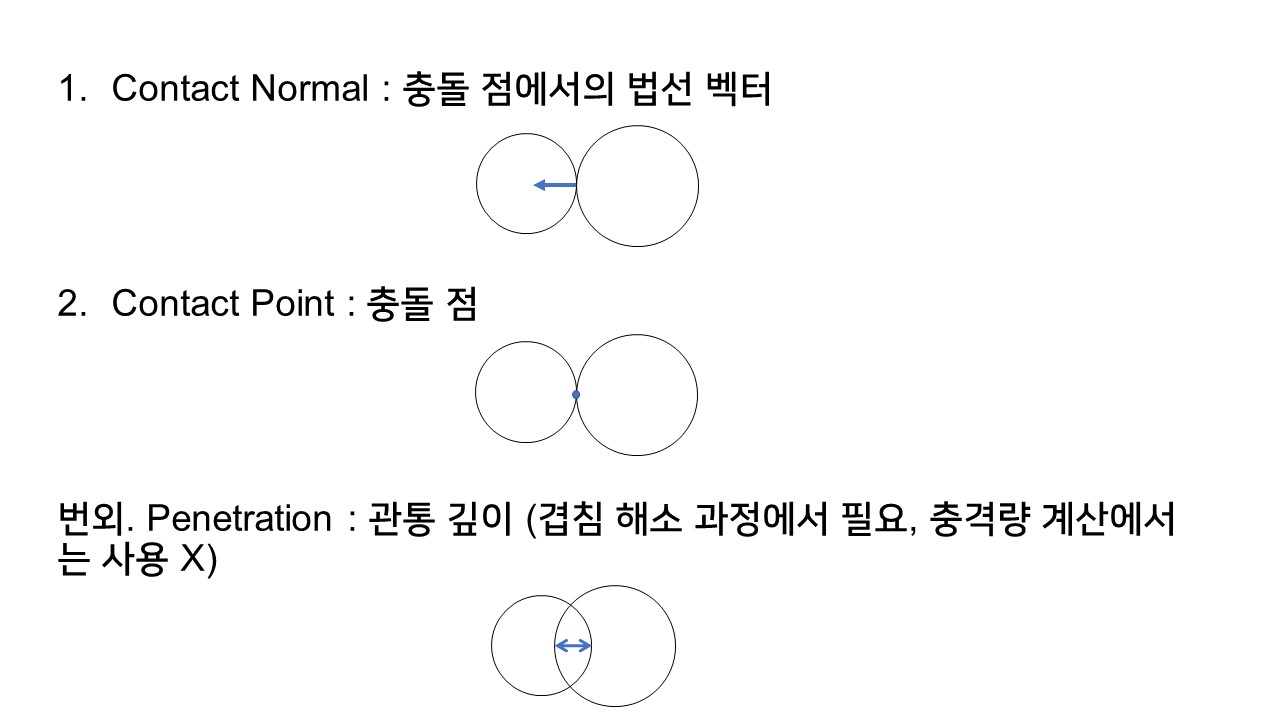 1. Contact Normal : 충돌 점에서의 법선 벡터
2. Contact Point : 충돌 점
번외. Penetration : 관통 깊이 (겹침 해소 과정에서 필요, 충격량 계산에서
는 사용 X)